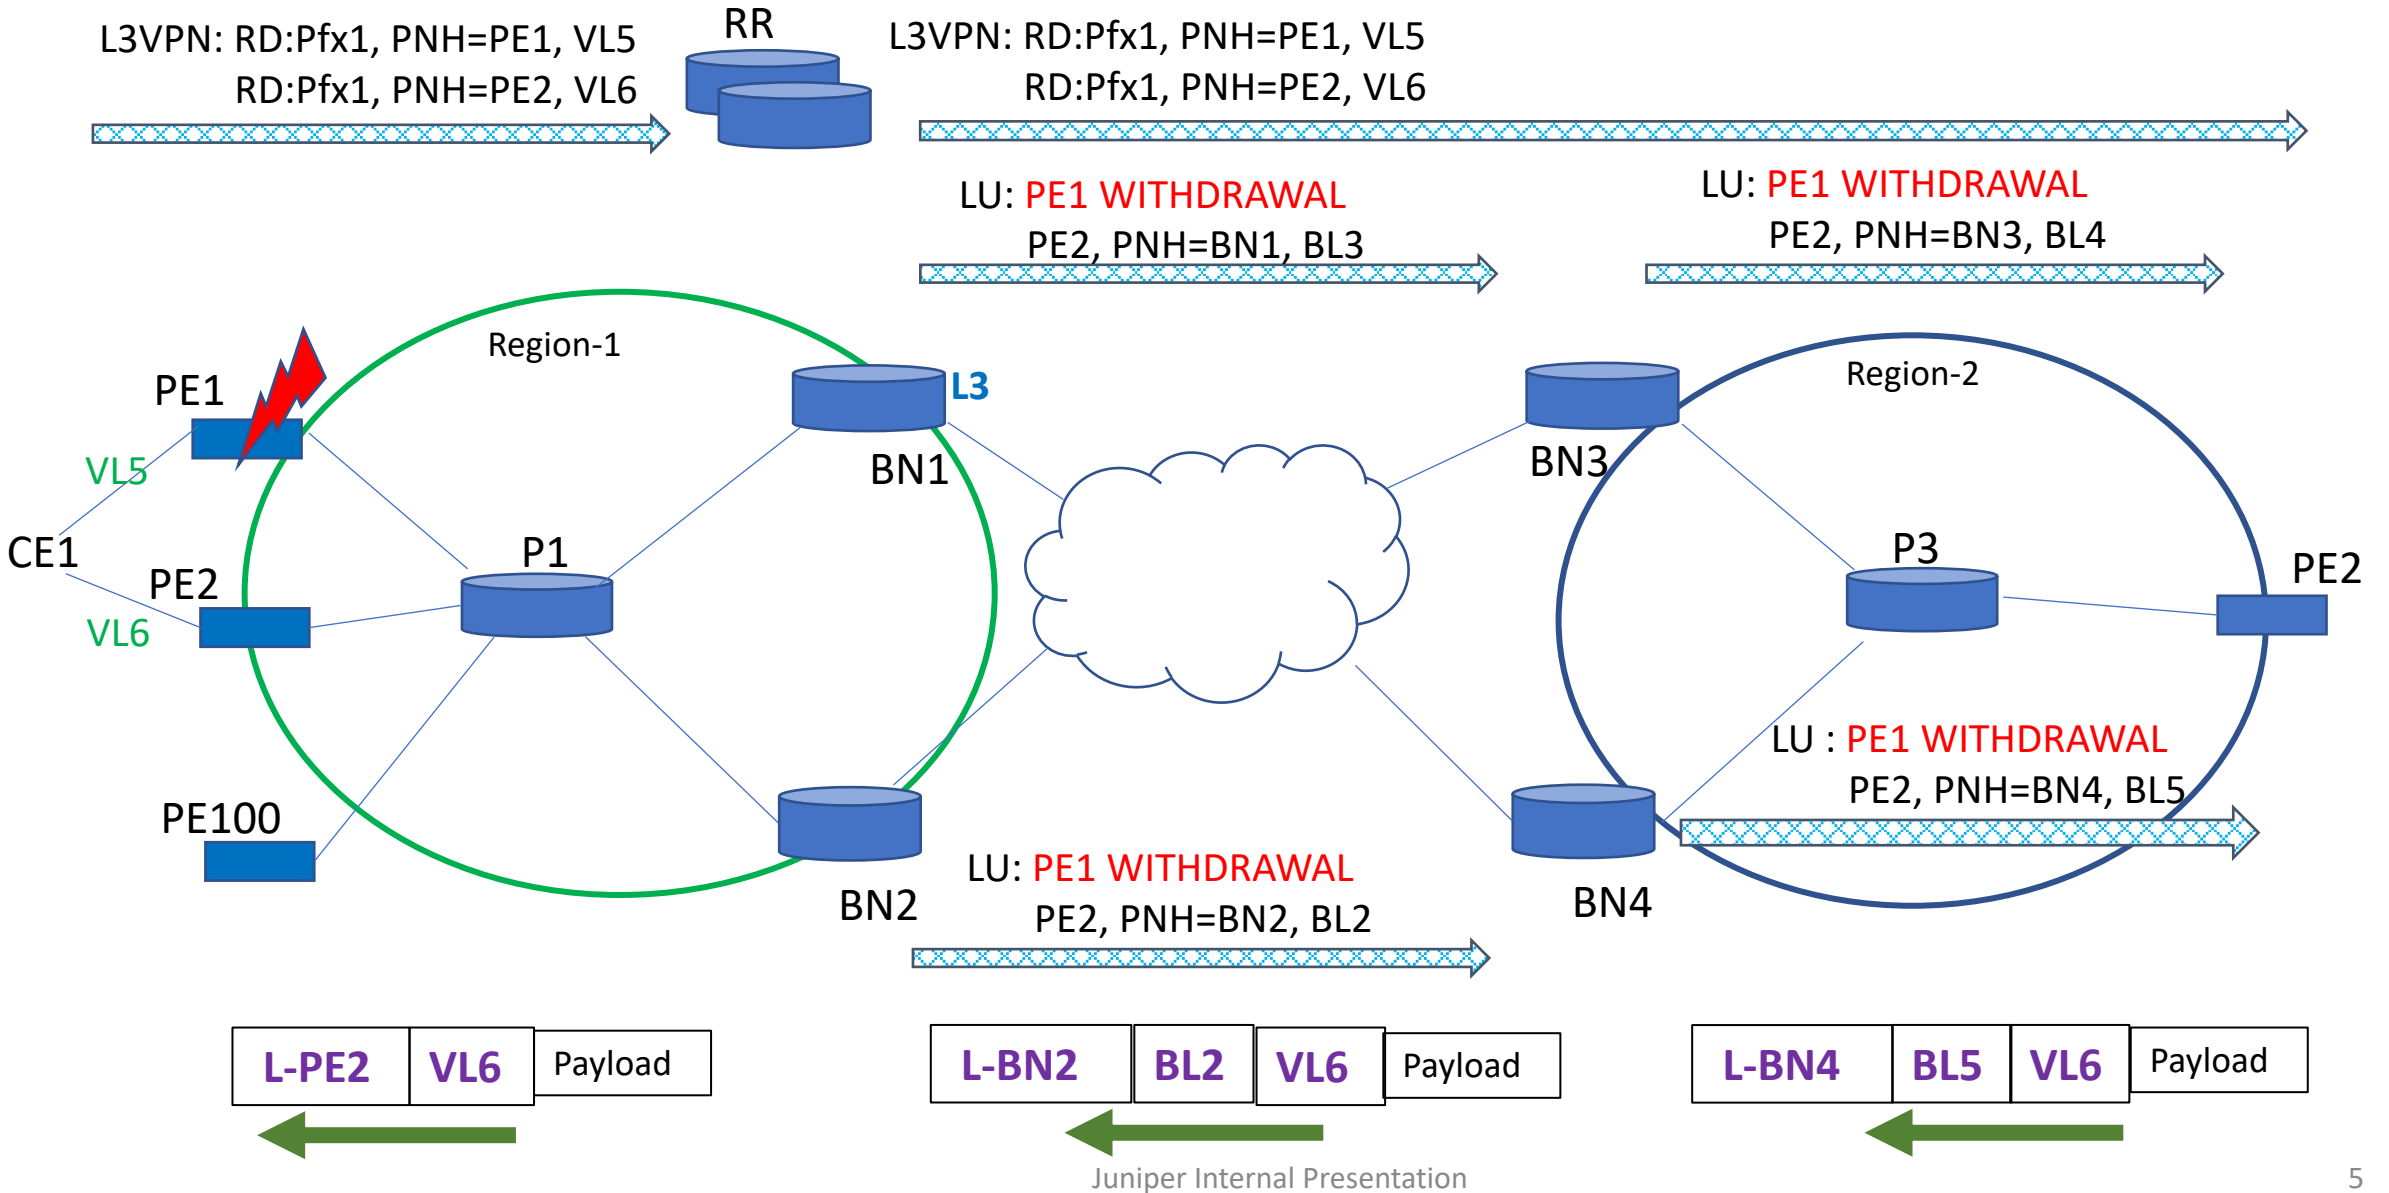 RR
L3VPN: RD:Pfx1, PNH=PE1, VL5
RD:Pfx1, PNH=PE2, VL6
L3VPN: RD:Pfx1, PNH=PE1, VL5
RD:Pfx1, PNH=PE2, VL6
LU: PE1 WITHDRAWAL
PE2, PNH=BN1, BL3
LU: PE1 WITHDRAWAL
PE2, PNH=BN3, BL4
Region-1
Region-2
PE1
L3
VL5
BN1
BN3
CE1
P1
P3
PE2
PE2
VL6
LU : PE1 WITHDRAWAL
PE2, PNH=BN4, BL5
PE100
LU: PE1 WITHDRAWAL
PE2, PNH=BN2, BL2
BN2
BN4
L-PE2 VL6 Payload
L-BN2 BL2 VL6 Payload
L-BN4 BL5 VL6 Payload
Juniper Internal Presentation
5